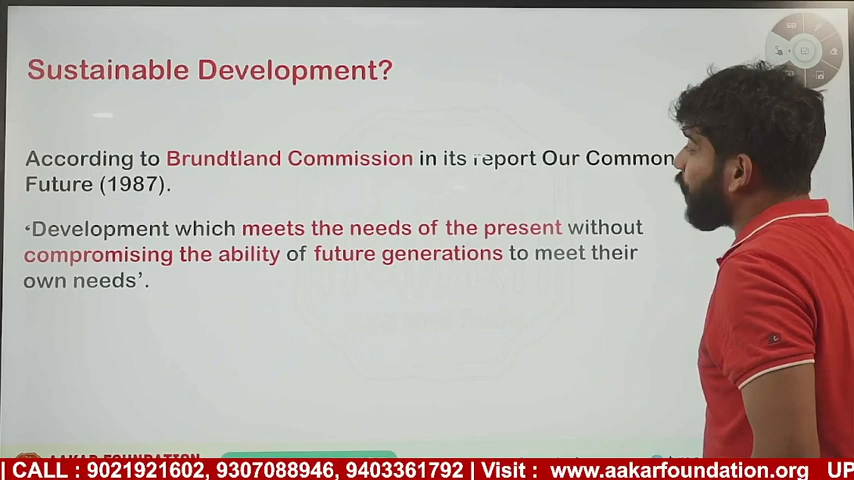 Sustainable Development?
According to Brundtland Commission in its report Our Common
Future (1987).
‘Development which meets the needs of the present without
compromising the ability of future generations to meet their
own needs’.
AAKAR FOUNDATION
| CALL : 9021921602, 9307088946, 9403361792 | Visit : www.aakarfoundation.org UP